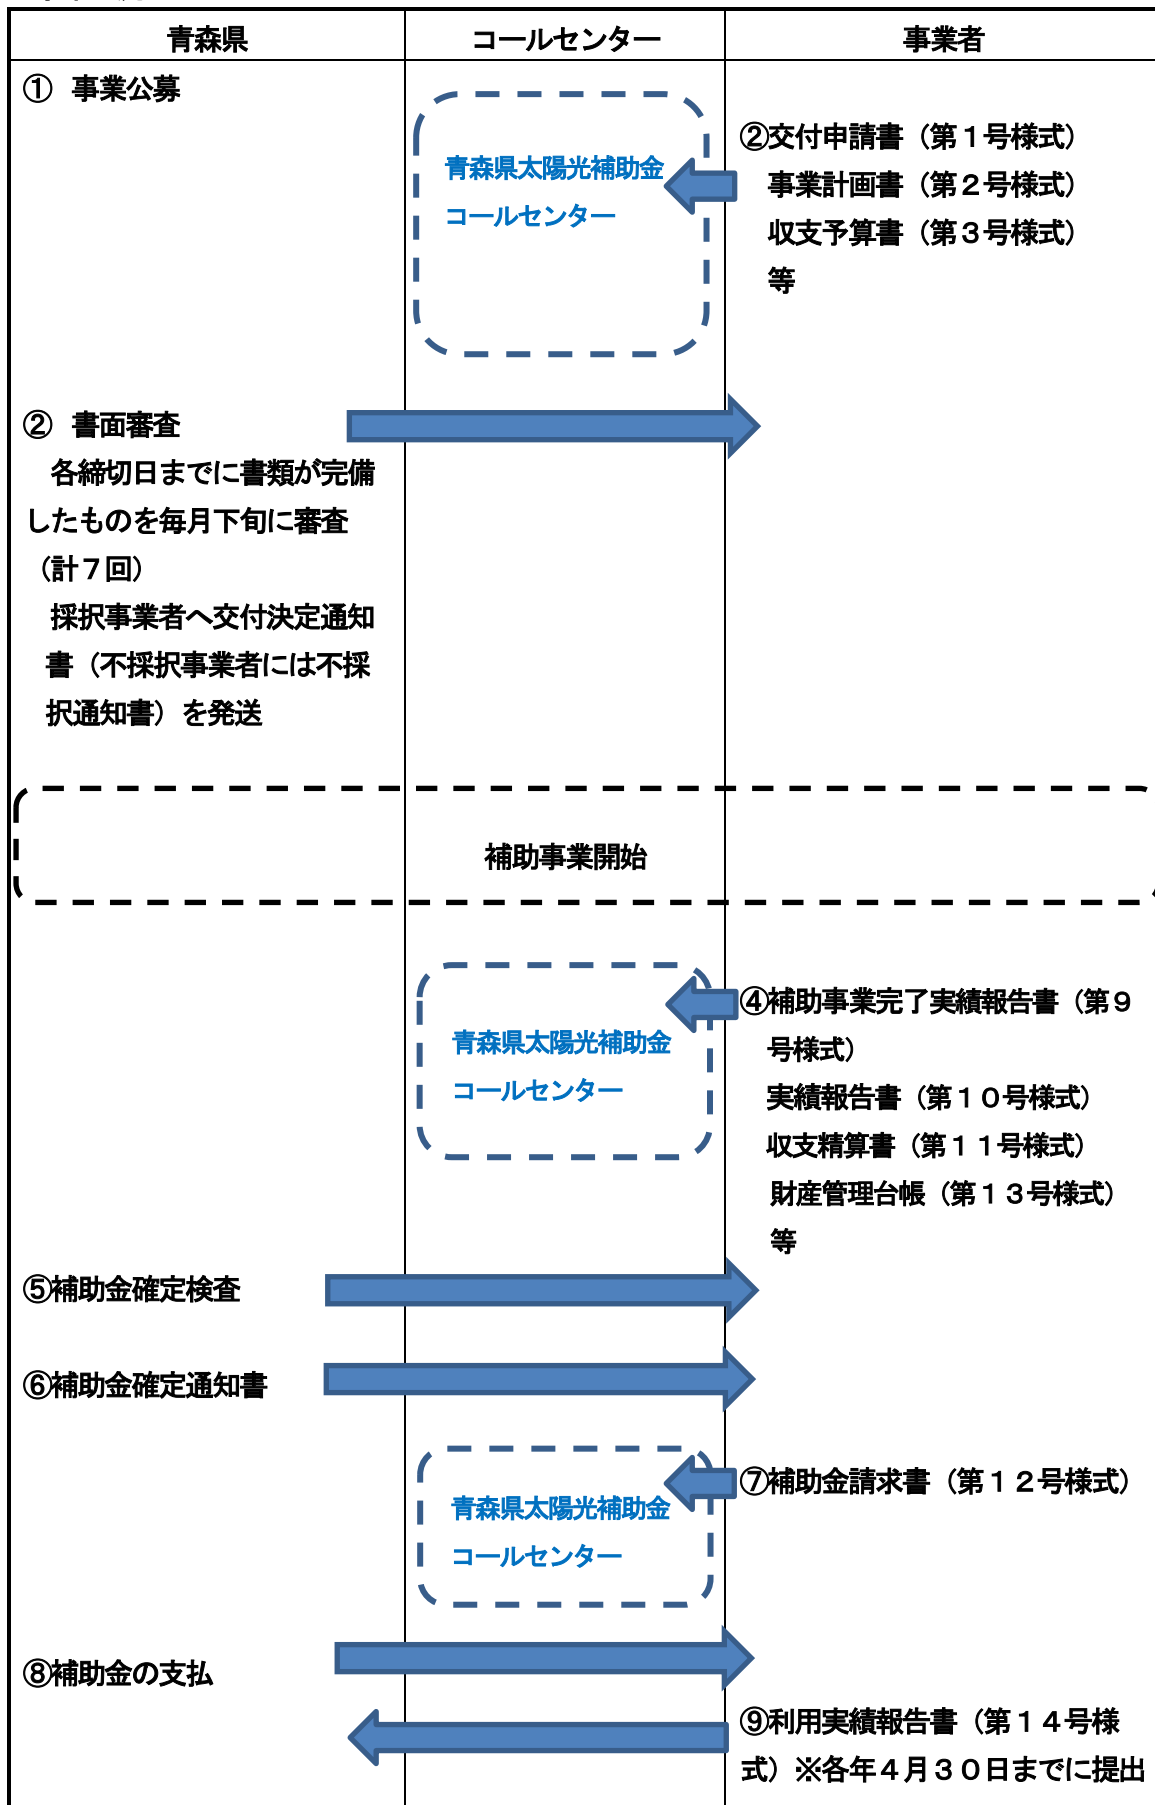 青森県
コールセンター
事業者
① 事業公募
青森県太陽光補助金
コールセンター
②交付申請書（第１号様式）
事業計画書（第２号様式）
収支予算書（第３号様式）
等
② 書面審査
各締切日までに書類が完備
したものを毎月下旬に審査
（計７回）
採択事業者へ交付決定通知
書（不採択事業者には不採
択通知書）を発送
補助事業開始
青森県太陽光補助金
コールセンター
④補助事業完了実績報告書（第９
号様式）
実績報告書（第１０号様式）
収支精算書（第１１号様式）
財産管理台帳（第１３号様式）
等
⑤補助金確定検査
⑥補助金確定通知書
青森県太陽光補助金
コールセンター
⑦補助金請求書（第１２号様式）
⑧補助金の支払
⑨利用実績報告書（第１４号様
式）※各年４月３０日までに提出